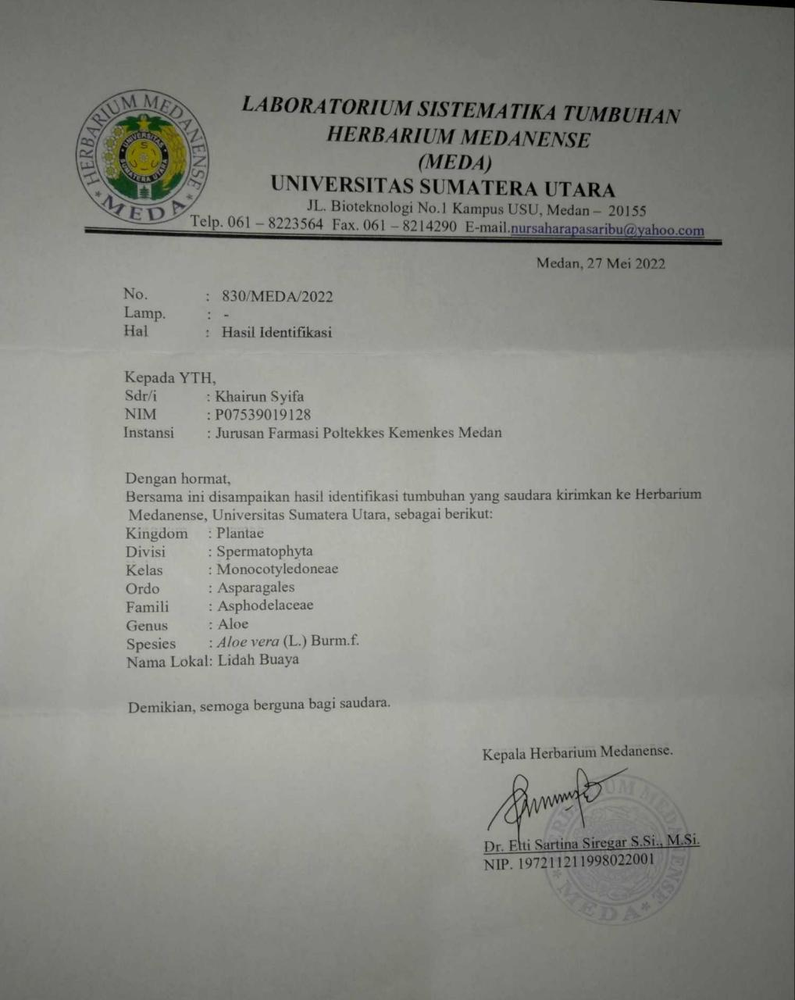 HERBARIUM MEDANENSE
* MEDA *
UNIVERSITAS
SUMATERA UTARA
LABORATORIUM SISTEMATIKA TUMBUHAN
HERBARIUM MEDANENSE
(MEDA)
UNIVERSITAS SUMATERA UTARA
JL. Bioteknologi No.1 Kampus USU, Medan – 20155
Telp. 061 – 8223564 Fax. 061 – 8214290 E-mail.nursaharapasaribu@yahoo.com
Medan, 27 Mei 2022
No. : 830/MEDA/2022
Lamp. : -
Hal : Hasil Identifikasi
Kepada YTH,
Sdr/i : Khairun Syifa
NIM : P07539019128
Instansi : Jurusan Farmasi Poltekkes Kemenkes Medan
Dengan hormat,
Bersama ini disampaikan hasil identifikasi tumbuhan yang saudara kirimkan ke Herbarium
Medanense, Universitas Sumatera Utara, sebagai berikut:
Kingdom : Plantae
Divisi : Spermatophyta
Kelas : Monocotyledoneae
Ordo : Asparagales
Famili : Asphodelaceae
Genus : Aloe
Spesies : Aloe vera (L.) Burm.f.
Nama Lokal: Lidah Buaya
Demikian, semoga berguna bagi saudara.
Kepala Herbarium Medanense.
Dr. Etti Sartina Siregar S.Si., M.Si.
NIP. 197211211998022001
HERBARIUM MEDANENSE
* MEDA *